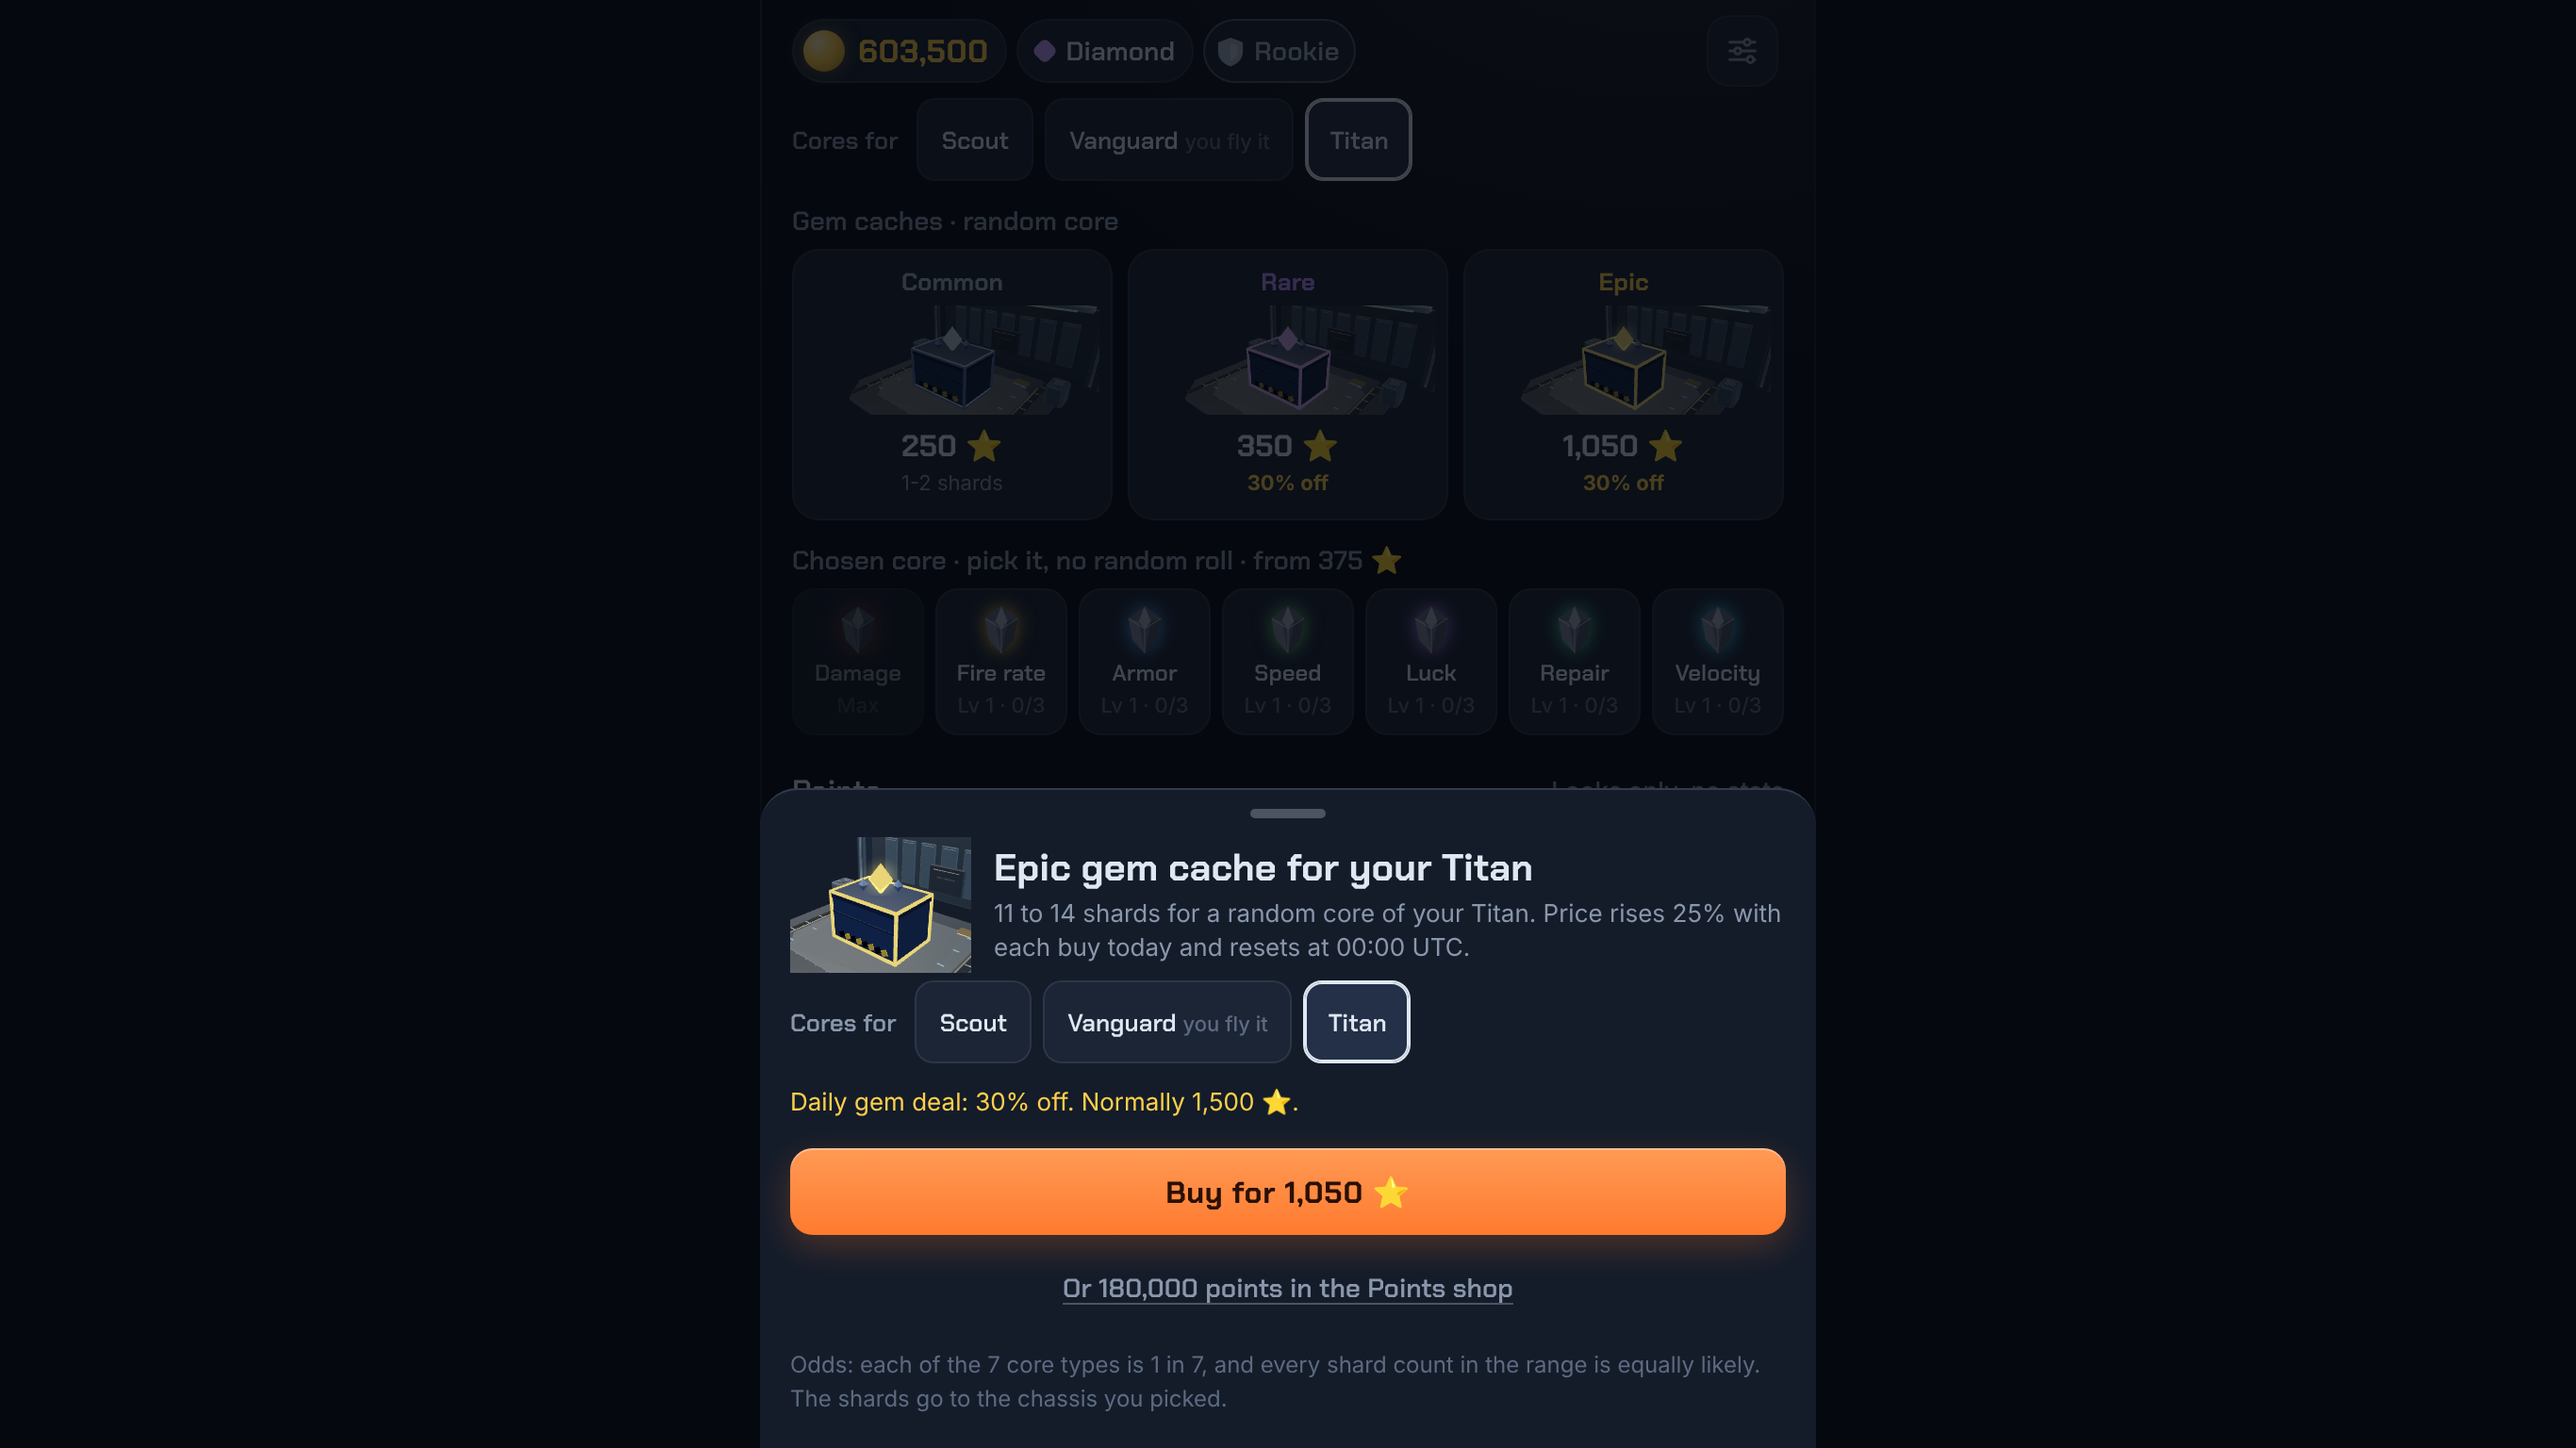 603,500 Diamond Rookie
Cores for Scout Vanguard you fly it Titan
Gem caches · random core
Common Rare Epic
250 ⭐ 350 ⭐ 1,050 ⭐
1-2 shards 30% off 30% off
Chosen core · pick it, no random roll · from 375 ⭐
Damage Fire rate Armor Speed Luck Repair Velocity
Max Lv 1 · 0/3 Lv 1 · 0/3 Lv 1 · 0/3 Lv 1 · 0/3 Lv 1 · 0/3 Lv 1 · 0/3
Points Looks only, no stats
Epic gem cache for your Titan
11 to 14 shards for a random core of your Titan. Price rises 25% with
each buy today and resets at 00:00 UTC.
Cores for Scout Vanguard you fly it Titan
Daily gem deal: 30% off. Normally 1,500 ⭐.
Buy for 1,050 ⭐
Or 180,000 points in the Points shop
Odds: each of the 7 core types is 1 in 7, and every shard count in the range is equally likely.
The shards go to the chassis you picked.